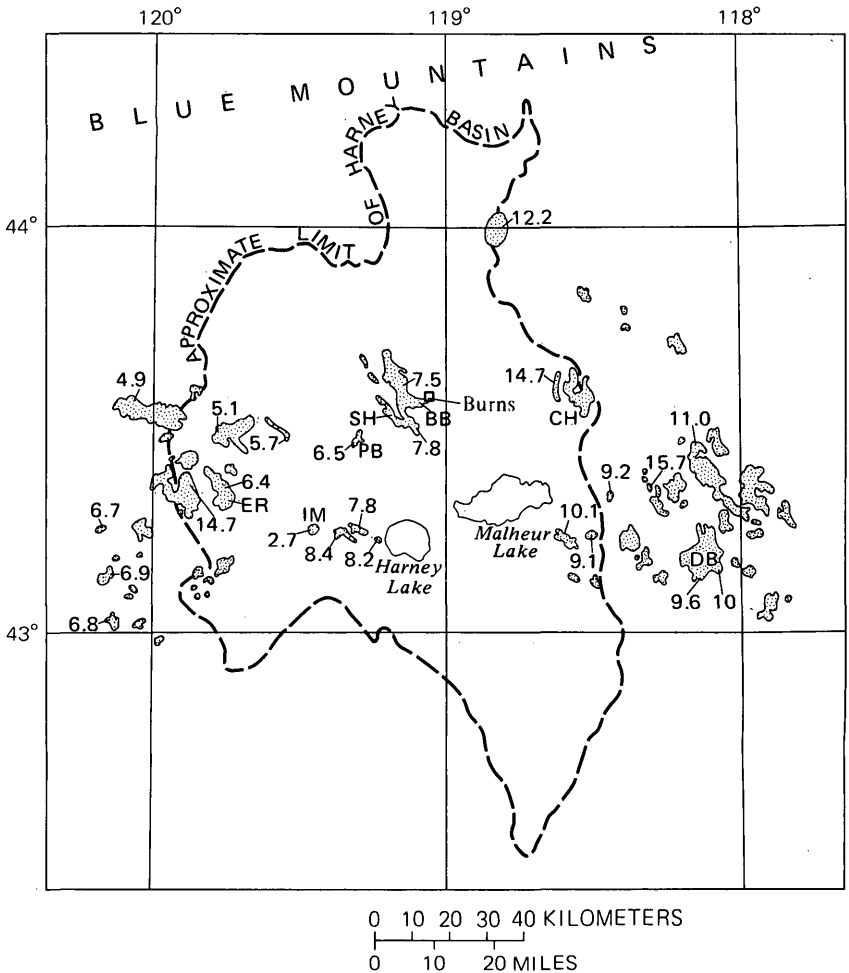 120° 119° 118°
BLUE MOUNTAINS
APPROXIMATE LIMIT OF HARNEY BASIN
44°
12.2
4.9
14.7
7.5
Burns
5.1
SH
BB
CH
11.0
5.7
6.5
PB
7.8
9.2
15.7
6.4
ER
6.7
14.7
IM
7.8
2.7
8.4
8.2
Harney
Lake
Malheur
Lake
10.1
9.1
DB
6.9
9.6
10
6.8
43°
0 10 20 30 40 KILOMETERS
0 10 20 MILES